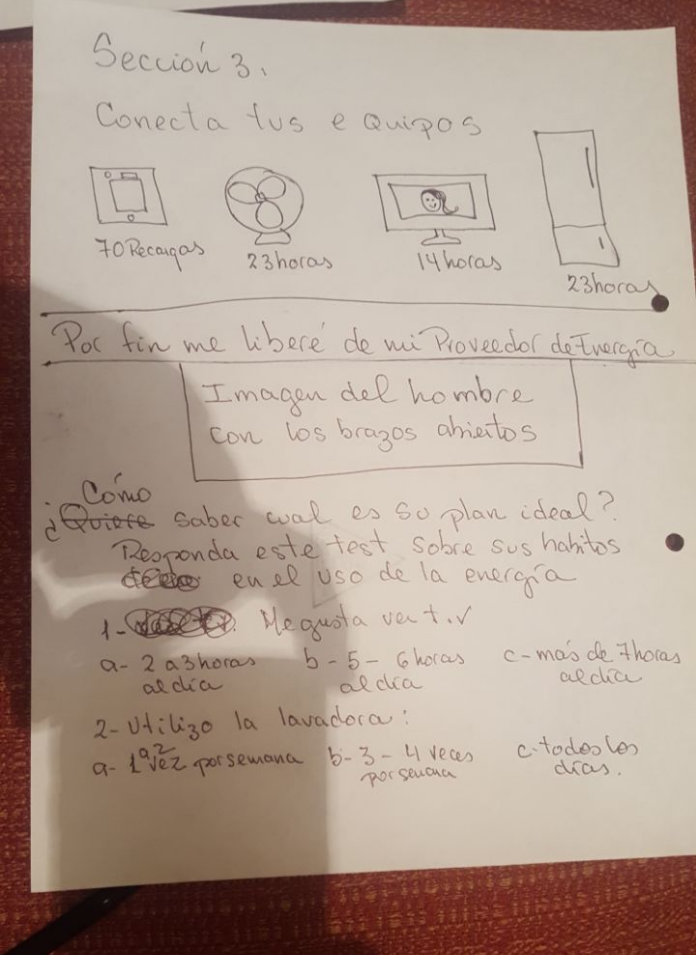 Sección 3.
Conecta tus equipos
70 Recargas 23 horas 14 horas 23 horas
Por fin me liberé de mi Proveedor de Energía
Imagen del hombre
con los brazos abiertos
Cómo
¿Quiere saber cual es su plan ideal?
Responda este test sobre sus habitos
en el uso de la energía
1- Me gusta ver t.v
a- 2 a 3 horas b- 5 - 6 horas c- más de 7 horas
al día al día al día
2- Utilizo la lavadora:
a- 1 a 2 vez por semana b- 3 - 4 veces c- todos los
por semana días.